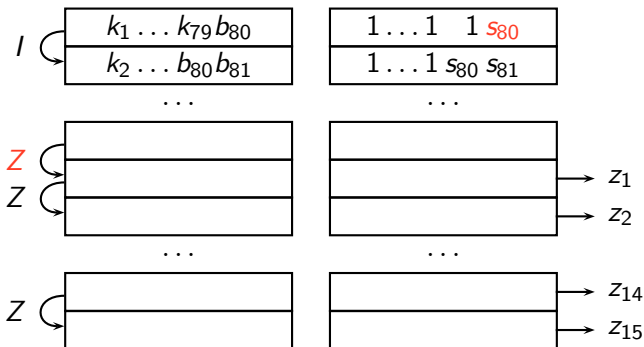 k₁ … k₇₉ b₈₀ 1 … 1 1 s₈₀
I
k₂ … b₈₀ b₈₁ 1 … 1 s₈₀ s₈₁
… …
Z
z₁
Z
z₂
… …
z₁₄
Z
z₁₅